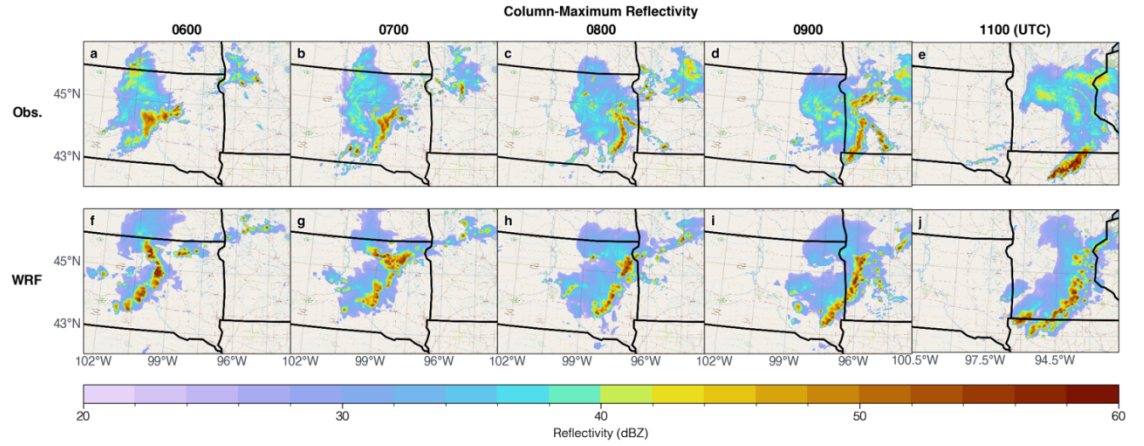 Column-Maximum Reflectivity
0600 0700 0800 0900 1100 (UTC)
a b c d e
Obs. 45°N
43°N
f g h i j
WRF 45°N
43°N
102°W 99°W 96°W 102°W 99°W 96°W 99°W 96°W 102°W 99°W 96°W 100.5°W 97.5°W 94.5°W
20 30 40 50 60
Reflectivity (dBZ)